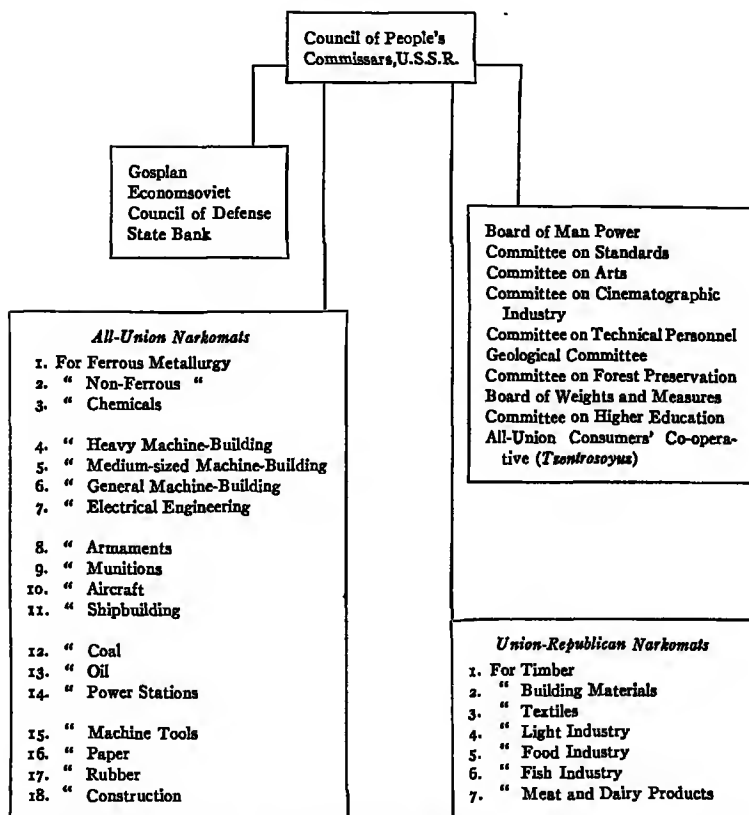 Council of People's
Commissars,U.S.S.R.
Gosplan
Economsoviet
Council of Defense
State Bank
Board of Man Power
Committee on Standards
Committee on Arts
Committee on Cinematographic
Industry
Committee on Technical Personnel
Geological Committee
Committee on Forest Preservation
Board of Weights and Measures
Committee on Higher Education
All-Union Consumers' Co-opera-
tive (Tsentrosoyus)
All-Union Narkomats
1. For Ferrous Metallurgy
2. " Non-Ferrous "
3. " Chemicals
4. " Heavy Machine-Building
5. " Medium-sized Machine-Building
6. " General Machine-Building
7. " Electrical Engineering
8. " Armaments
9. " Munitions
10. " Aircraft
11. " Shipbuilding
12. " Coal
13. " Oil
14. " Power Stations
15. " Machine Tools
16. " Paper
17. " Rubber
18. " Construction
Union-Republican Narkomats
1. For Timber
2. " Building Materials
3. " Textiles
4. " Light Industry
5. " Food Industry
6. " Fish Industry
7. " Meat and Dairy Products